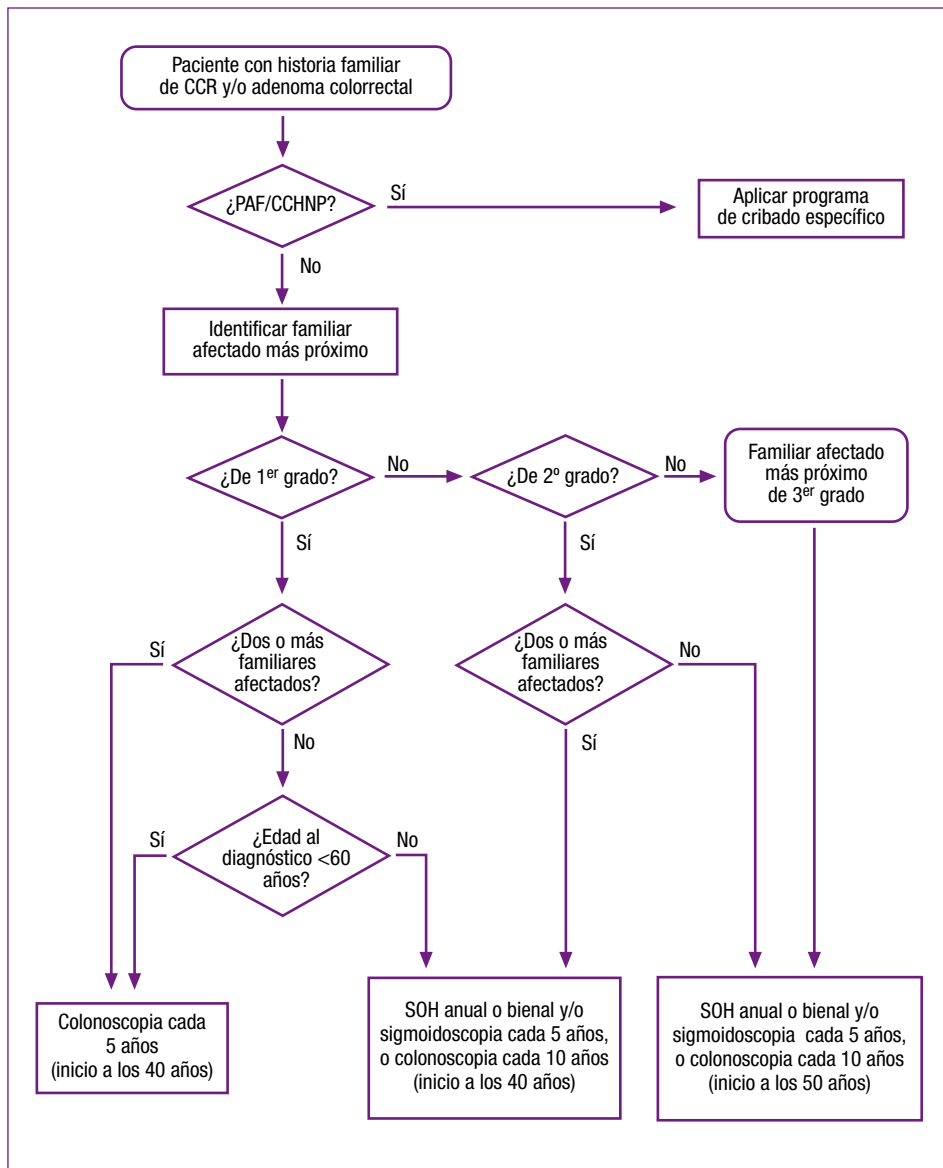 Paciente con historia familiar
de CCR y/o adenoma colorrectal
¿PAF/CCHNP?
Sí
Aplicar programa
de cribado específico
No
Identificar familiar
afectado más próximo
¿De 1er grado?
No
¿De 2º grado?
No
Familiar afectado
más próximo
de 3er grado
Sí
Sí
Sí
¿Dos o más
familiares
afectados?
¿Dos o más
familiares
afectados?
No
No
Sí
Sí
¿Edad al
diagnóstico <60
años?
No
Colonoscopia cada
5 años
(inicio a los 40 años)
SOH anual o bienal y/o
sigmoidoscopia cada 5 años,
o colonoscopia cada 10 años
(inicio a los 40 años)
SOH anual o bienal y/o
sigmoidoscopia cada 5 años,
o colonoscopia cada 10 años
(inicio a los 50 años)